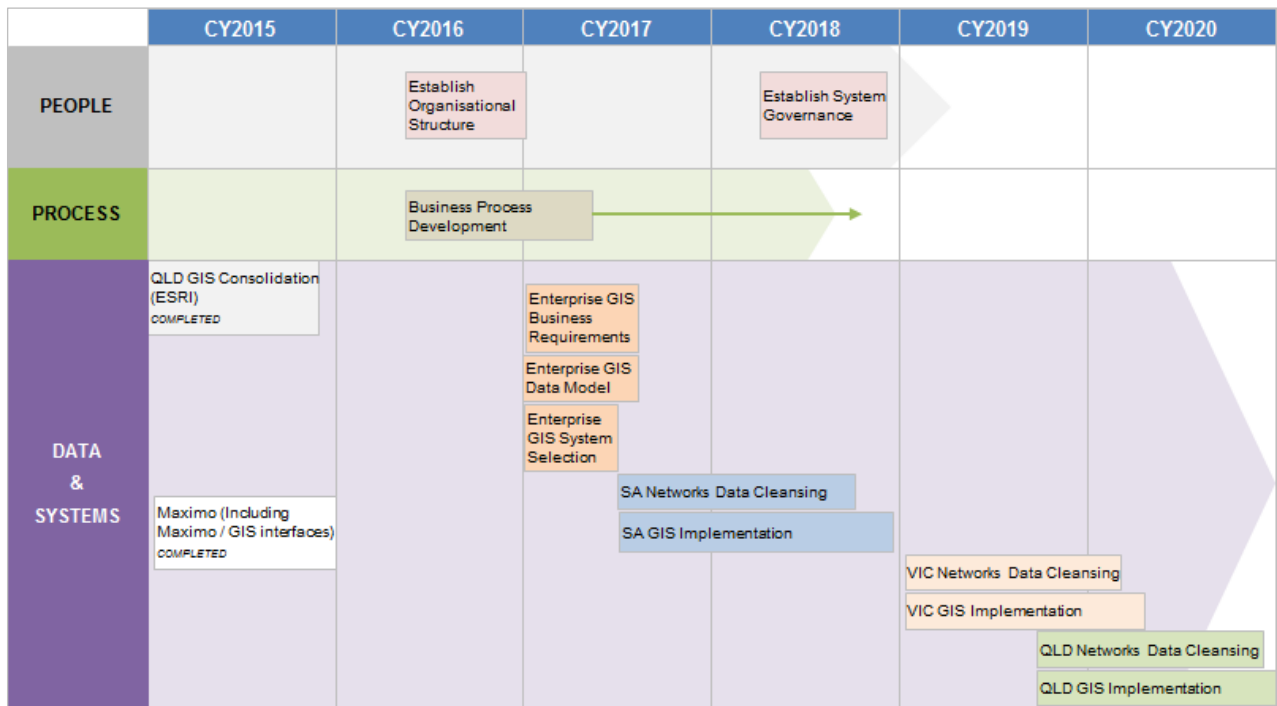 CY2015 CY2016 CY2017 CY2018 CY2019 CY2020
PEOPLE
Establish
Organisational
Structure
Establish System
Governance
PROCESS
Business Process
Development
DATA
&
SYSTEMS
QLD GIS Consolidation
(ESRI)
COMPLETED
Enterprise GIS
Business
Requirements
Enterprise GIS
Data Model
Enterprise
GIS System
Selection
SA Networks Data Cleansing
Maximo (Including
Maximo / GIS interfaces)
COMPLETED
SA GIS Implementation
VIC Networks Data Cleansing
VIC GIS Implementation
QLD Networks Data Cleansing
QLD GIS Implementation